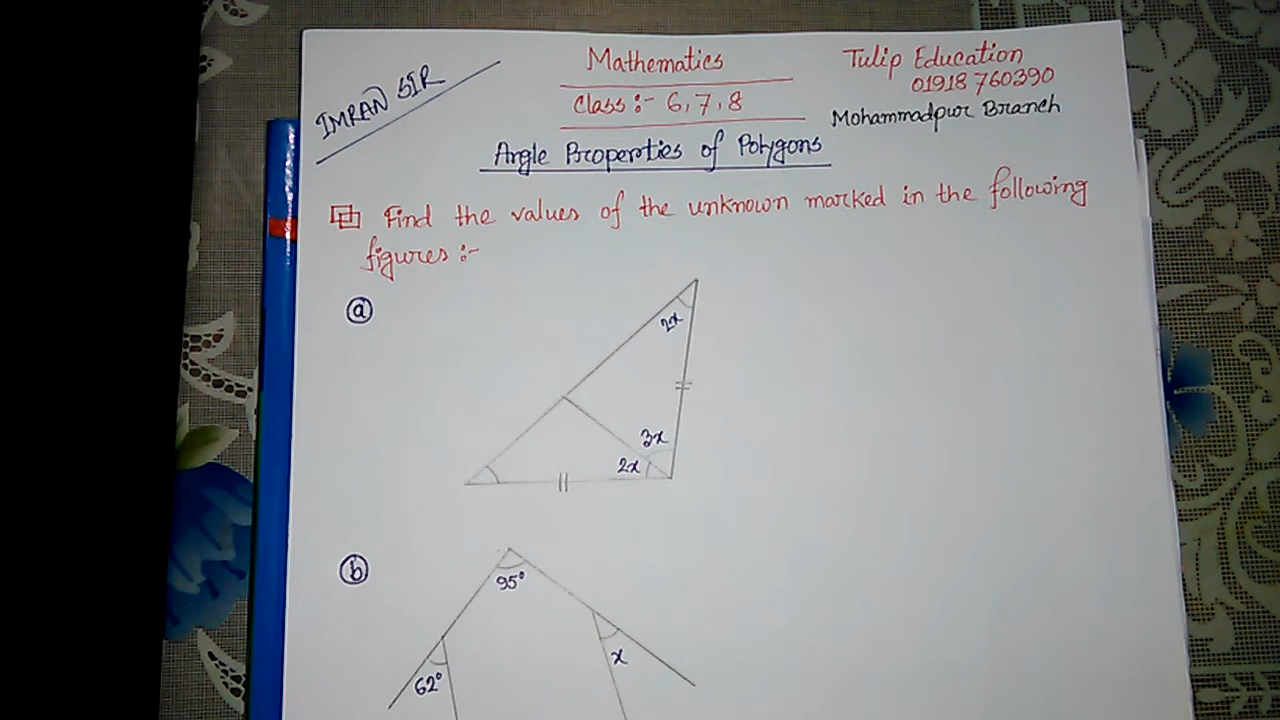 IMRAN SIR
Mathematics
Class :- 6, 7, 8
Tulip Education
01918 760390
Mohammadpur Branch
Angle Properties of Polygons
Find the values of the unknown marked in the following
figures :-
a
2x
3x
2x
b
95°
62°
x